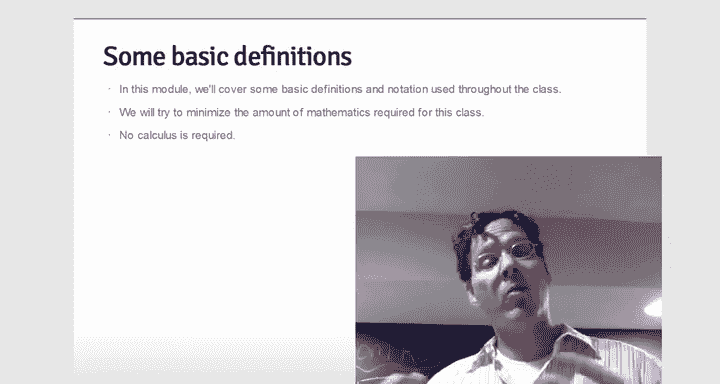 Some basic definitions
In this module, we'll cover some basic definitions and notation used throughout the class.
We will try to minimize the amount of mathematics required for this class.
No calculus is required.